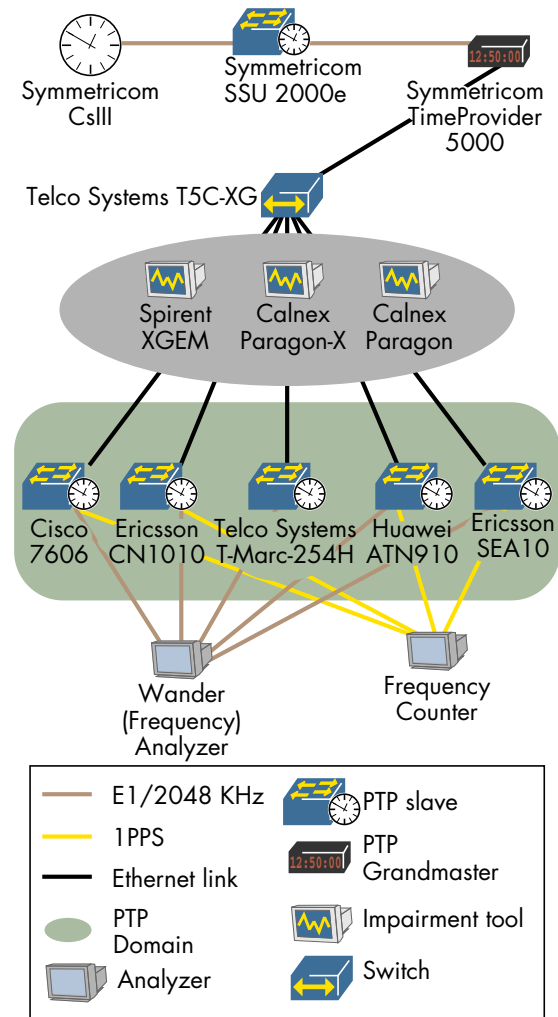 12:50:00
Symmetricom
CsIII
Symmetricom
SSU 2000e
Symmetricom
TimeProvider
5000
Telco Systems T5C-XG
Spirent
XGEM
Calnex
Paragon-X
Calnex
Paragon
Cisco
7606
Ericsson
CN1010
Telco Systems
T-Marc-254H
Huawei
ATN910
Ericsson
SEA10
Wander
(Frequency)
Analyzer
Frequency
Counter
E1/2048 KHz
1PPS
Ethernet link
PTP
Domain
Analyzer
PTP slave
12:50:00
PTP
Grandmaster
Impairment tool
Switch